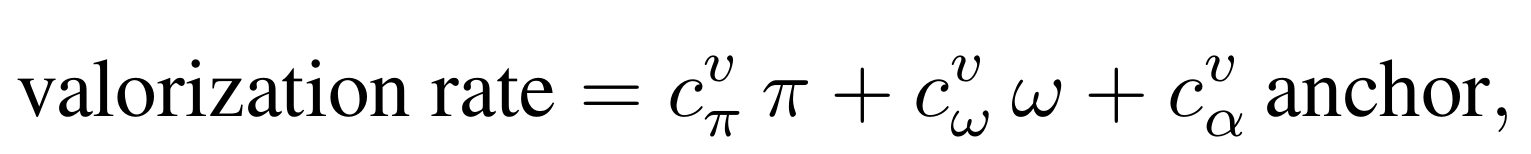 valorization rate = c^v_π π + c^v_ω ω + c^v_α anchor,